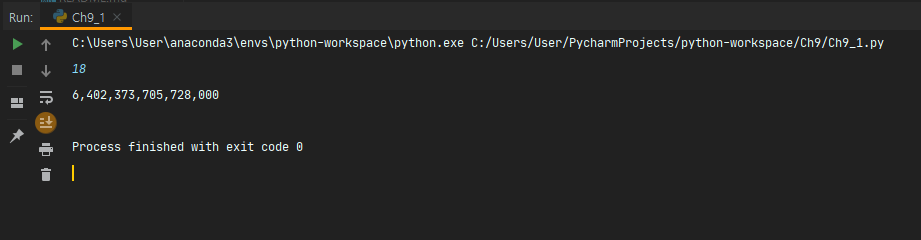 Run: Ch9_1
C:\Users\User\anaconda3\envs\python-workspace\python.exe C:/Users/User/PycharmProjects/python-workspace/Ch9/Ch9_1.py
18
6,402,373,705,728,000
Process finished with exit code 0